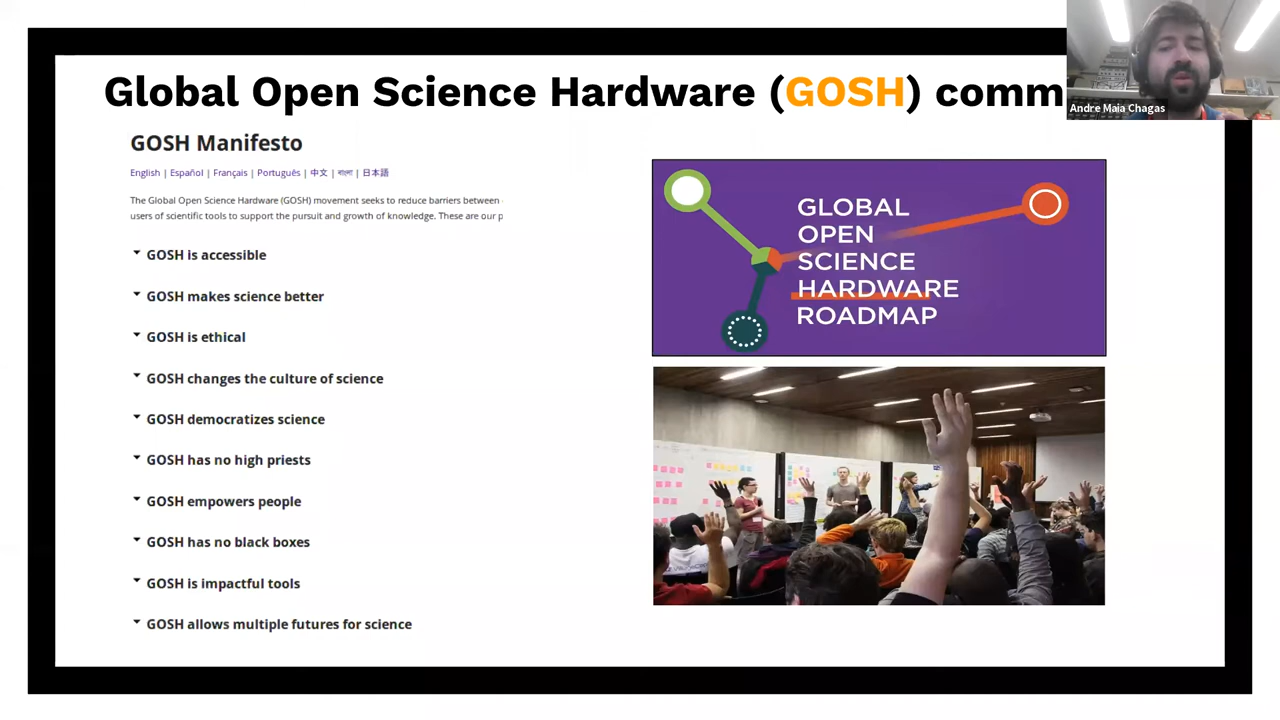 Global Open Science Hardware (GOSH) comm
Andre Maia Chagas
GOSH Manifesto
English | Español | Français | Português | 中文 | বাংলা | 日本語
The Global Open Science Hardware (GOSH) movement seeks to reduce barriers between
users of scientific tools to support the pursuit and growth of knowledge. These are our p
GOSH is accessible
GOSH makes science better
GOSH is ethical
GOSH changes the culture of science
GOSH democratizes science
GOSH has no high priests
GOSH empowers people
GOSH has no black boxes
GOSH is impactful tools
GOSH allows multiple futures for science
GLOBAL
OPEN
SCIENCE
HARDWARE
ROADMAP